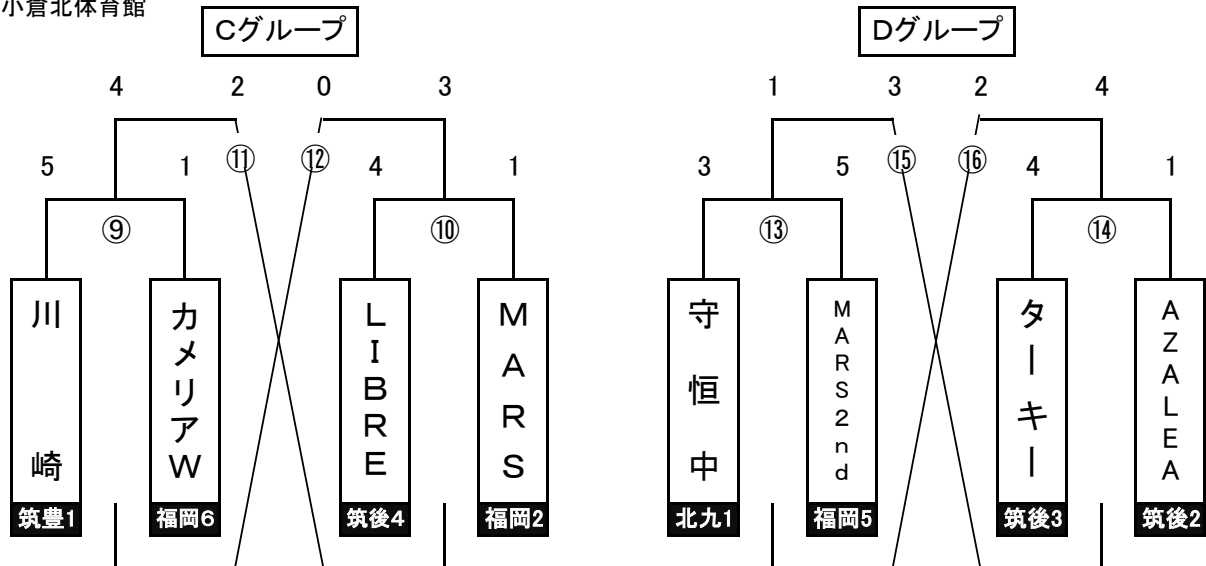 小倉北体育館
Cグループ
Dグループ
4 2 0 3
1 3 2 4
5 1 ⑪ ⑫ 4 1
3 5 ⑮ ⑯ 4 1
⑨ ⑩
⑬ ⑭
川崎
カメリアW
LIBRE
MARS
守恒中
MARS2nd
ターキー
AZALEA
筑豊1 福岡6 筑後4 福岡2
北九1 福岡5 筑後3 筑後2